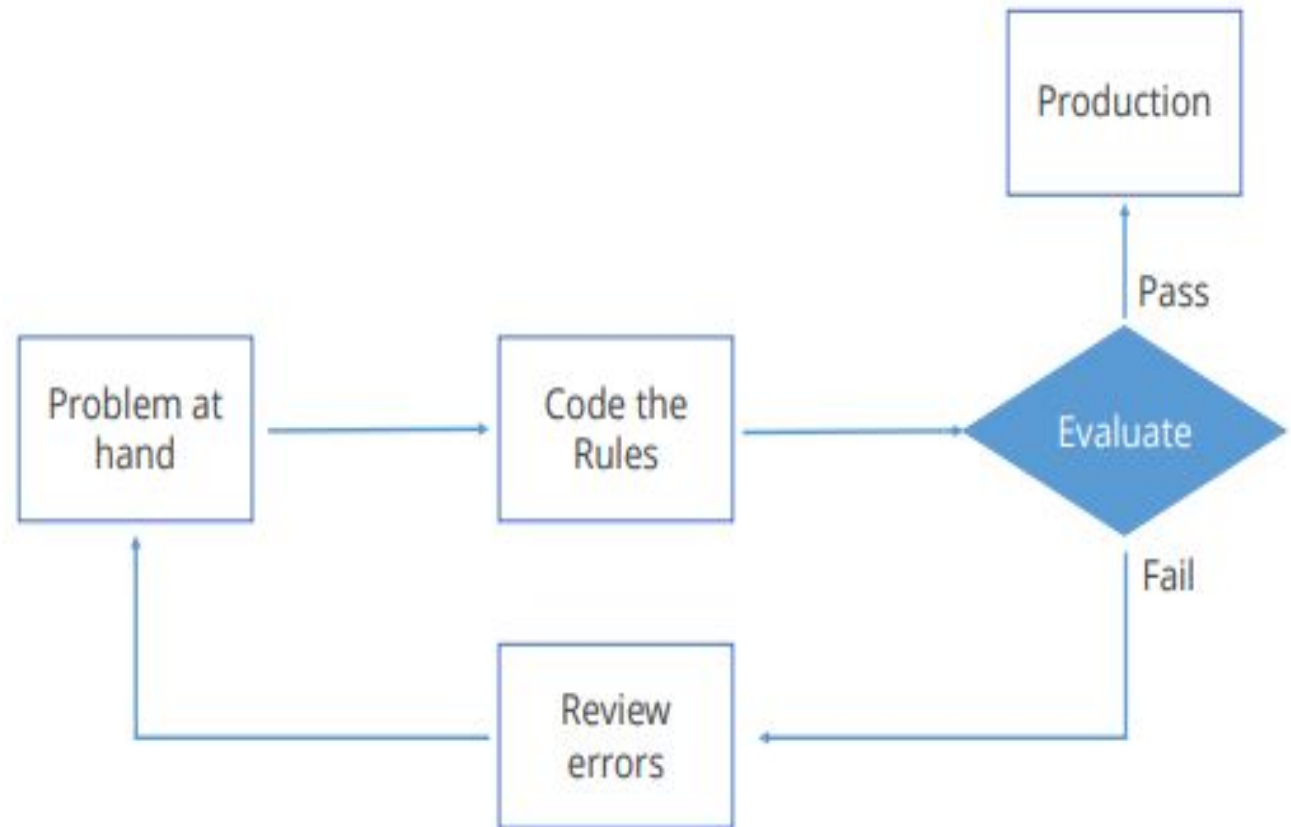 Production
Pass
Problem at
hand
Code the
Rules
Evaluate
Fail
Review
errors